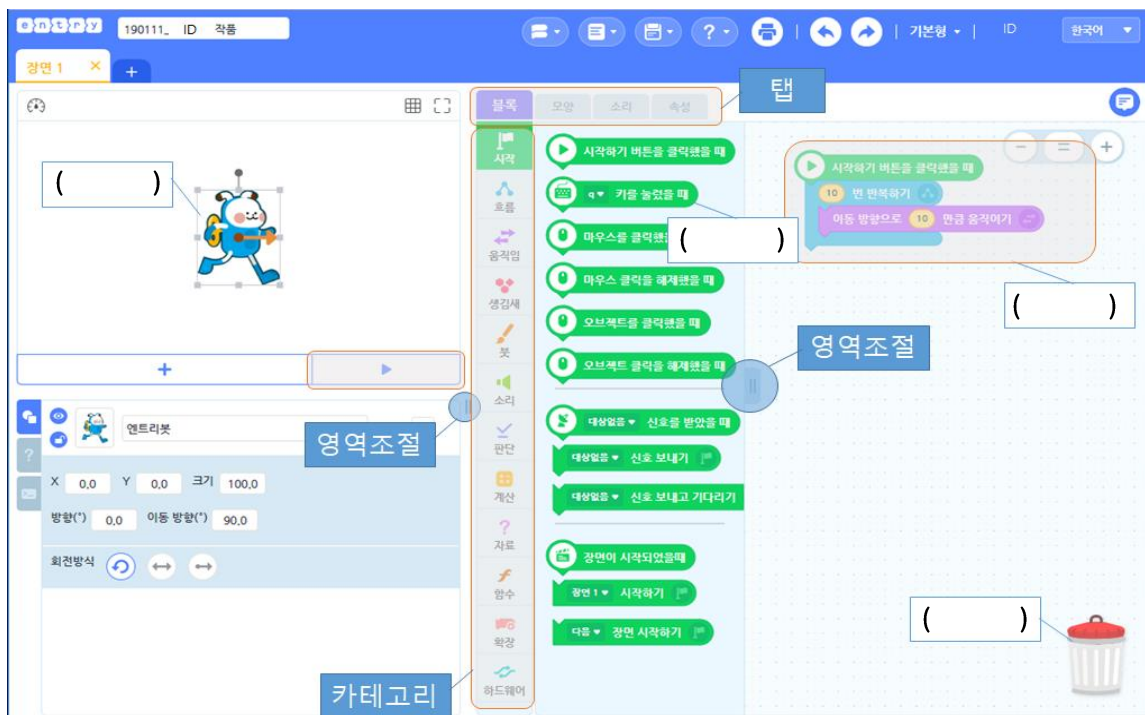 entry
190111_ ID 작품
기본형
ID
한국어
장면 1 ×
+
탭
블록 모양 소리 속성
시작
흐름
움직임
생김새
붓
소리
판단
계산
자료
함수
확장
하드웨어
카테고리
( )
+
영역조절
엔트리봇
X 0.0 Y 0.0 크기 100.0
방향(°) 0.0 이동 방향(°) 90.0
회전방식
시작하기 버튼을 클릭했을 때
q 키를 눌렀을 때
마우스를 클릭했을
( )
마우스 클릭을 해제했을 때
오브젝트를 클릭했을 때
오브젝트 클릭을 해제했을 때
대상없음 신호를 받았을 때
대상없음 신호 보내기
대상없음 신호 보내고 기다리기
장면이 시작되었을때
장면 1 시작하기
다음 장면 시작하기
영역조절
시작하기 버튼을 클릭했을 때
10 번 반복하기
이동 방향으로 10 만큼 움직이기
( )
( )